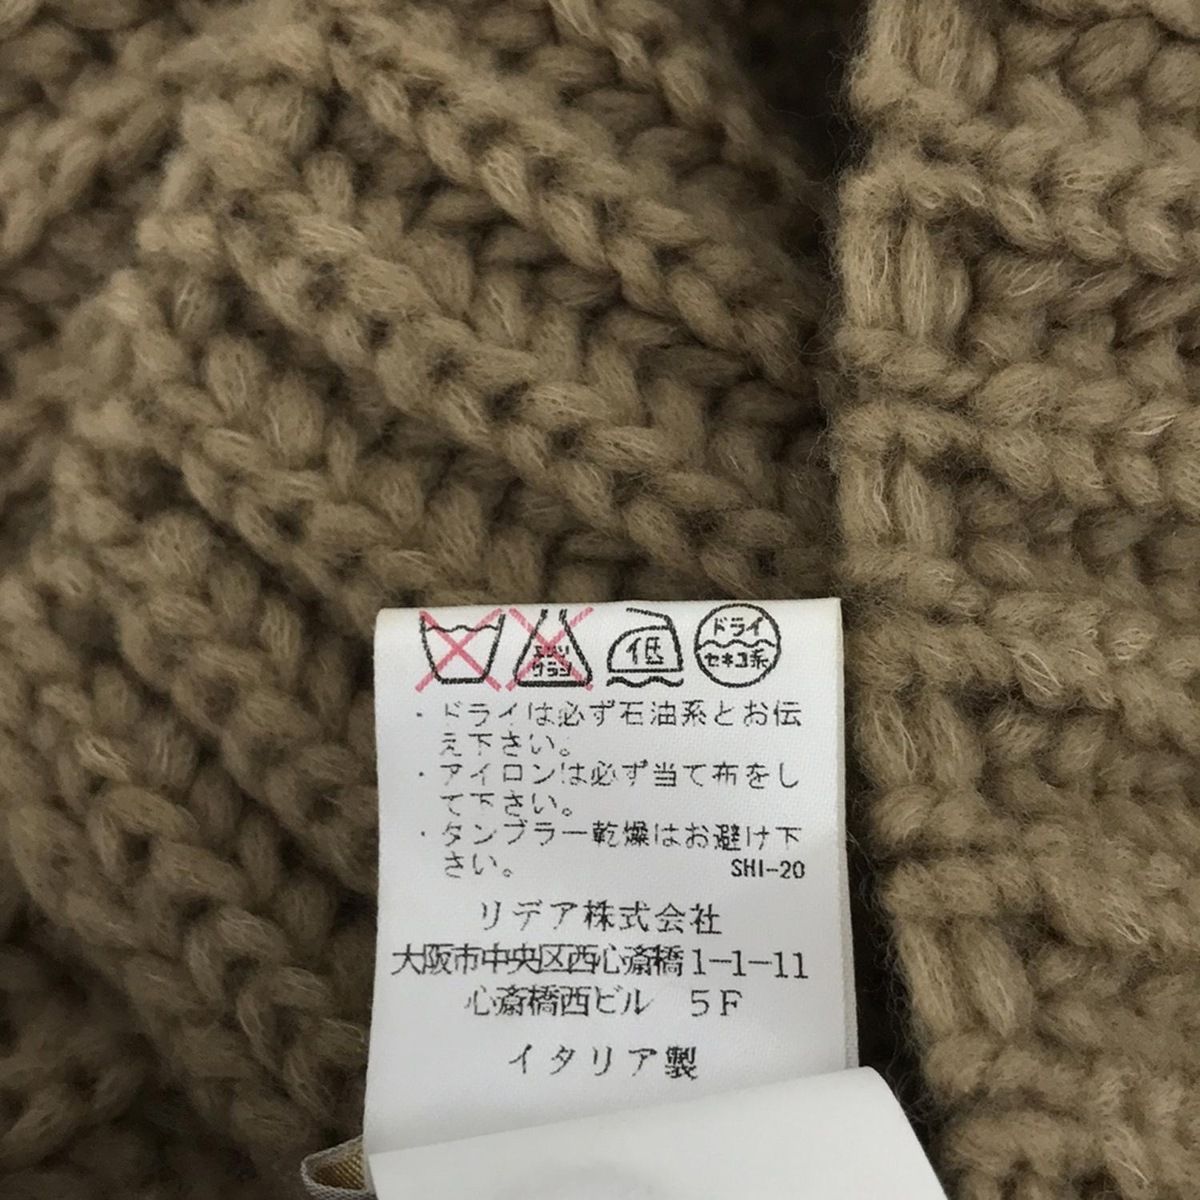 エンソ
サラシ
低
ドライ
セキユ系
・ドライは必ず石油系とお伝
え下さい。
・アイロンは必ず当て布をし
て下さい。
・タンブラー乾燥はお避け下
さい。
SHI-20
リデア株式会社
大阪市中央区西心斎橋1-1-11
心斎橋西ビル 5F
イタリア製